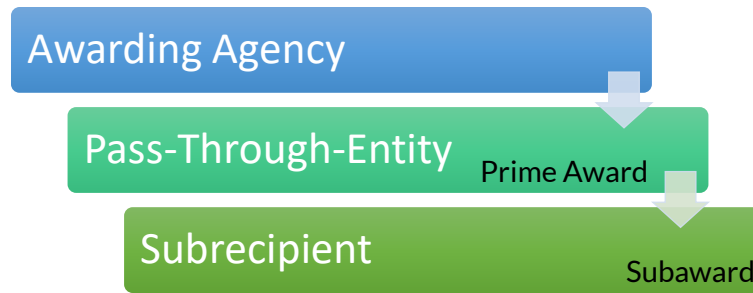 Awarding Agency
Pass-Through-Entity
Prime Award
Subrecipient
Subaward